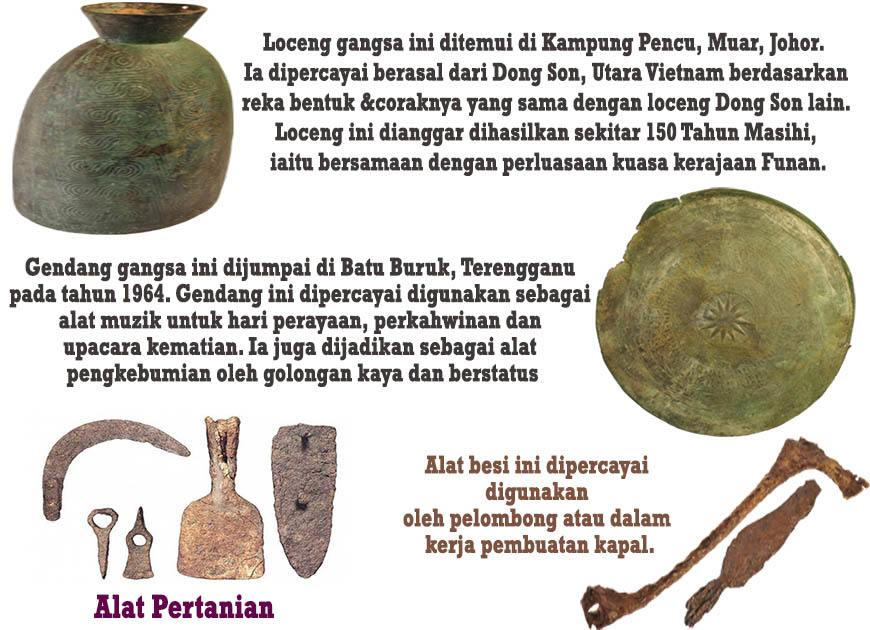 Loceng gangsa ini ditemui di Kampung Pencu, Muar, Johor.
Ia dipercayai berasal dari Dong Son, Utara Vietnam berdasarkan
reka bentuk &coraknya yang sama dengan loceng Dong Son lain.
Loceng ini dianggar dihasilkan sekitar 150 Tahun Masihi,
iaitu bersamaan dengan perluasaan kuasa kerajaan Funan.
Gendang gangsa ini dijumpai di Batu Buruk, Terengganu
pada tahun 1964. Gendang ini dipercayai digunakan sebagai
alat muzik untuk hari perayaan, perkahwinan dan
upacara kematian. Ia juga dijadikan sebagai alat
pengkebumian oleh golongan kaya dan berstatus
Alat besi ini dipercayai
digunakan
oleh pelombong atau dalam
kerja pembuatan kapal.
Alat Pertanian